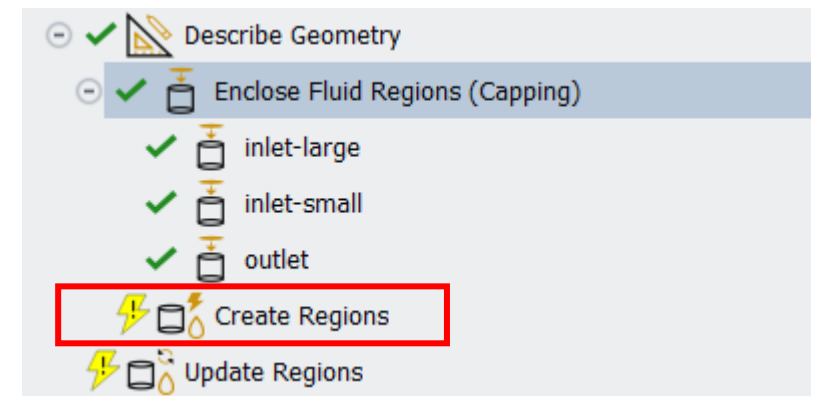 Describe Geometry
Enclose Fluid Regions (Capping)
inlet-large
inlet-small
outlet
Create Regions
Update Regions